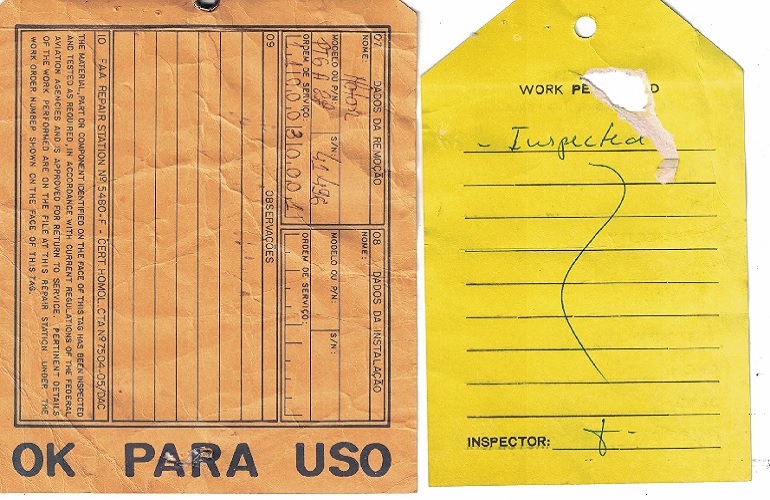 07 DADOS DA REMOÇÃO
NOME: Motor
MODELO OU P/N: S/N:
ORDEM DE SERVIÇO:
08 DADOS DA INSTALAÇÃO
NOME:
MODELO OU P/N: S/N:
ORDEM DE SERVIÇO:
09 OBSERVAÇÕES
10 FAA REPAIR STATION Nº 5480-F - CERT. HOMOL. CTA Nº 7504-05/DAC
THE MATERIAL, PART OR COMPONENT IDENTIFIED ON THE FACE OF THIS TAG HAS BEEN INSPECTED
AND TESTED AS REQUIRED, IN ACCORDANCE WITH CURRENT REGULATIONS OF THE FEDERAL
AVIATION AGENCIES AND IS APPROVED FOR RETURN TO SERVICE. PERTINENT DETAILS
OF THE WORK PERFORMED ARE ON THE FILE AT THIS REPAIR STATION UNDER THE
WORK ORDER NUMBER SHOWN ON THE FACE OF THIS TAG.
OK PARA USO
WORK
- Inspected
INSPECTOR: